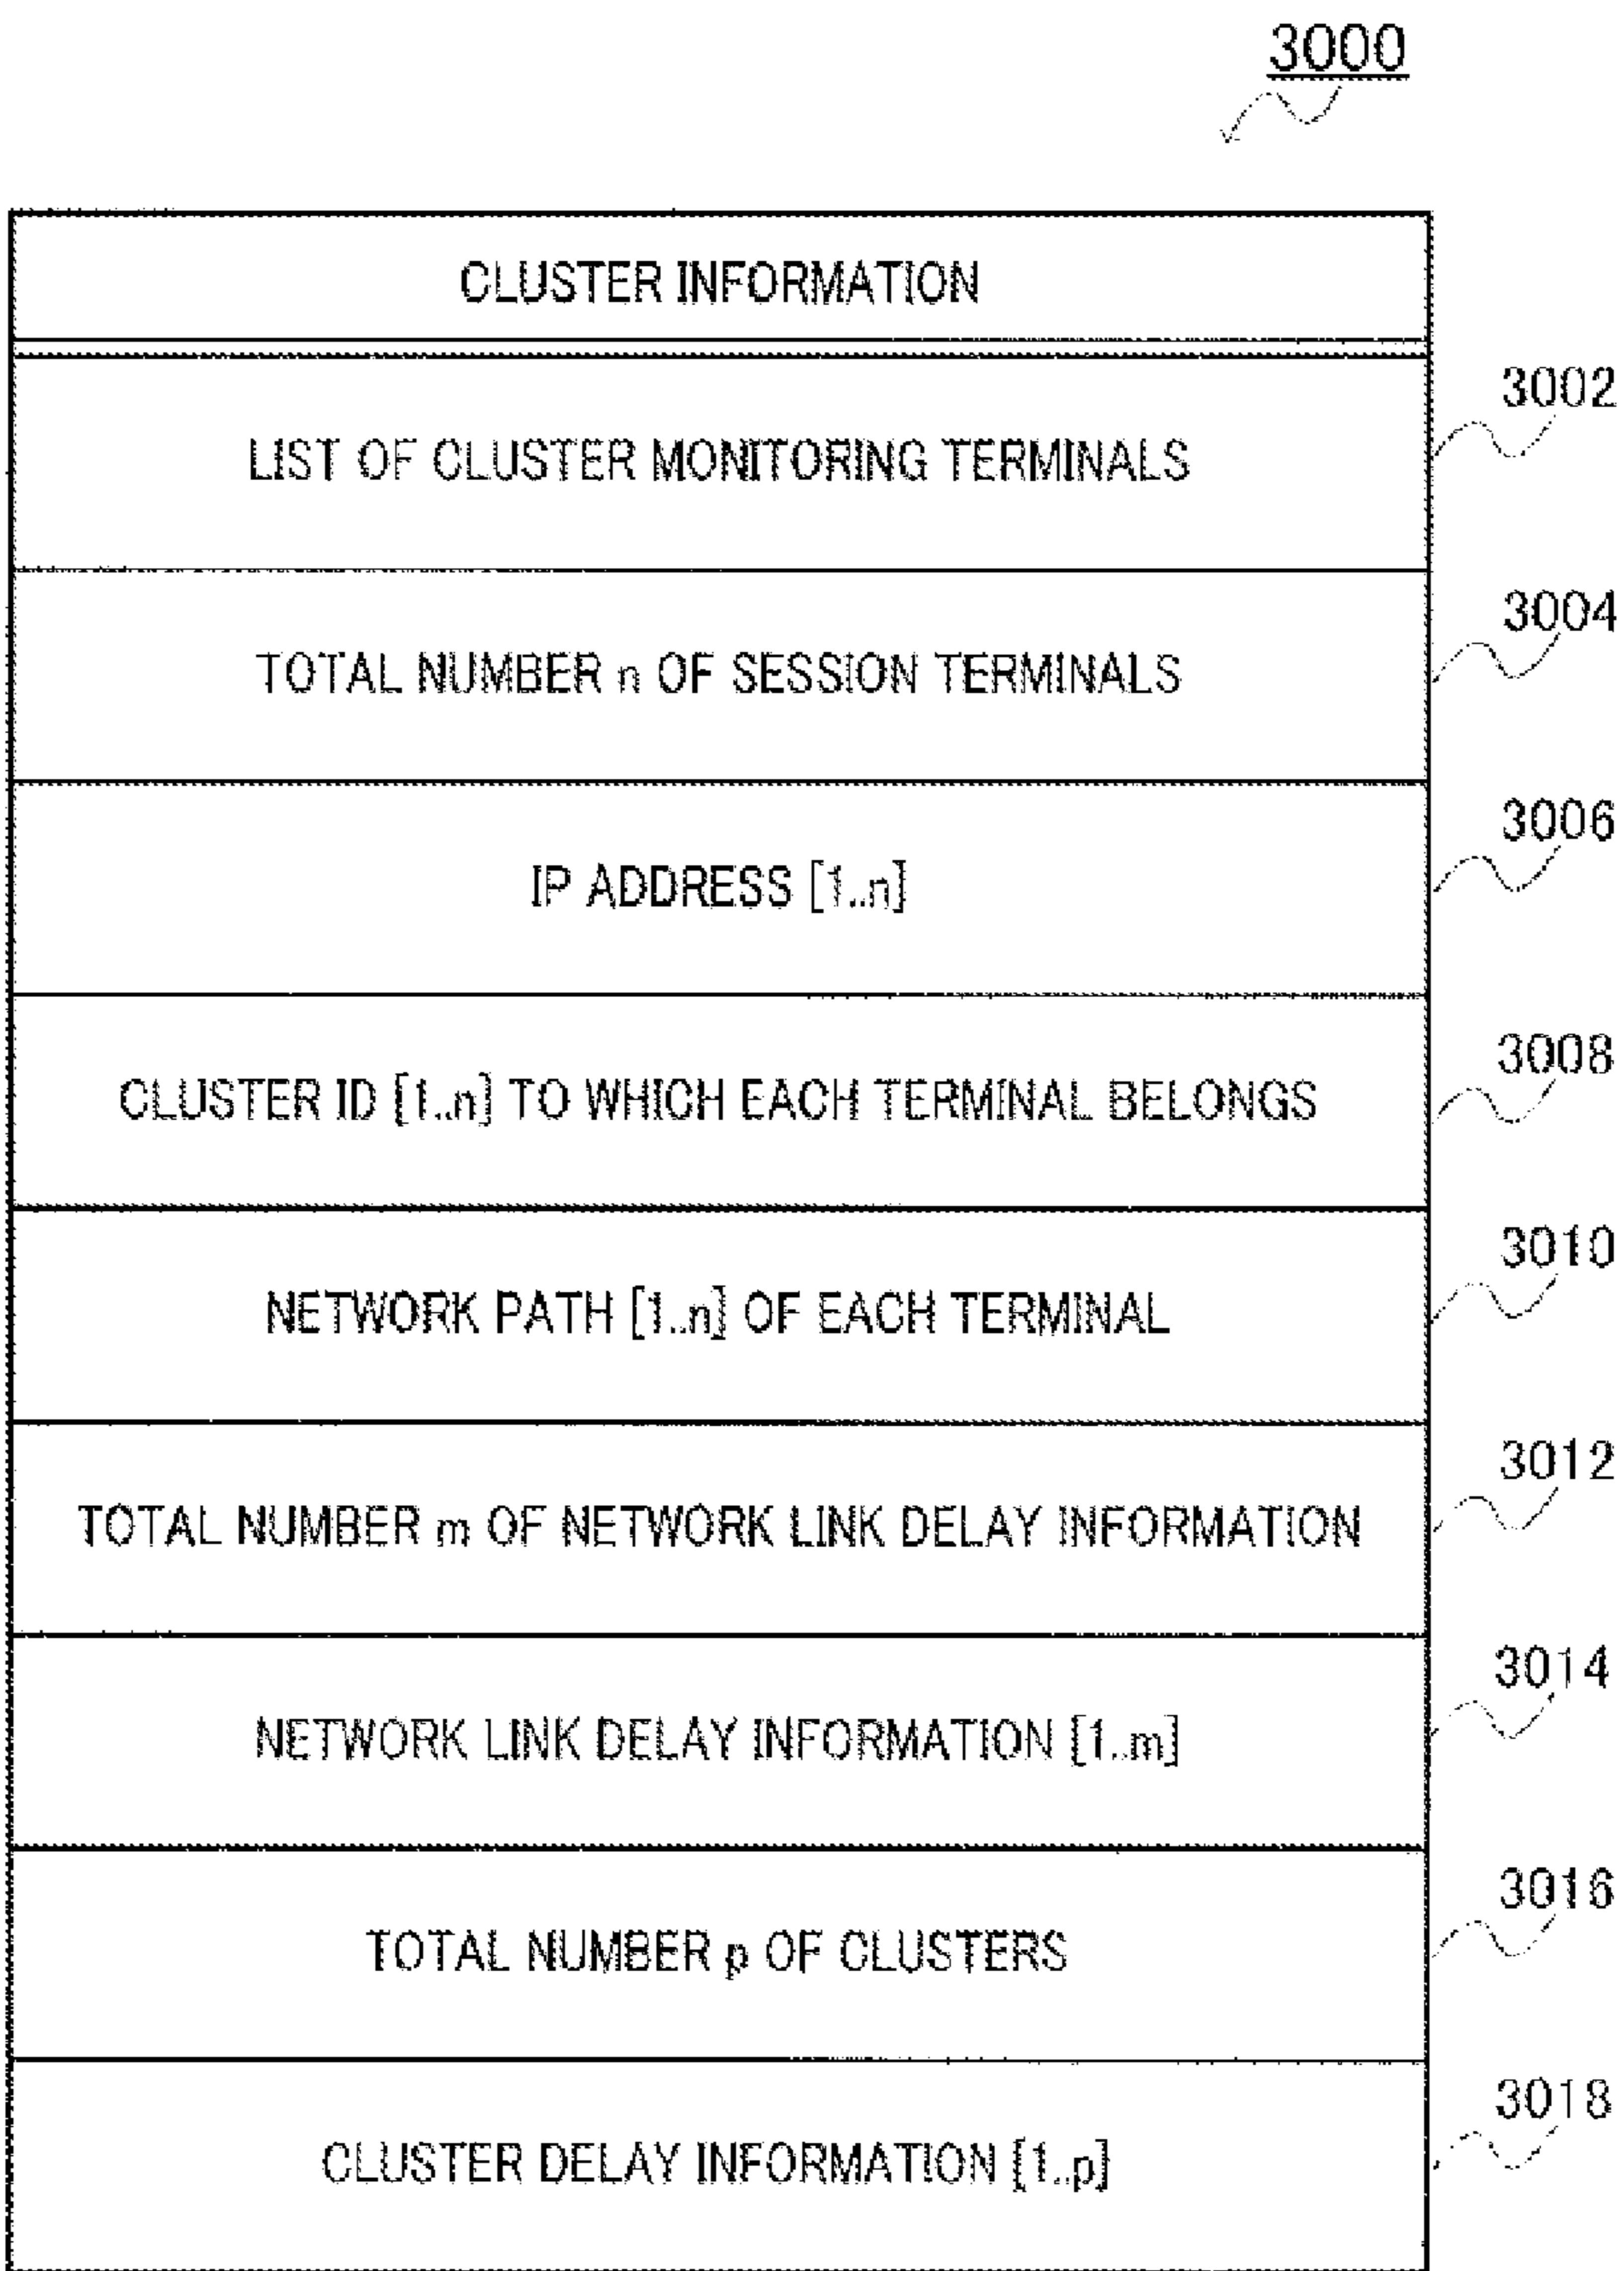 3000
CLUSTER INFORMATION
3002
LIST OF CLUSTER MONITORING TERMINALS
3004
TOTAL NUMBER n OF SESSION TERMINALS
3006
IP ADDRESS [1..n]
3008
CLUSTER ID [1..n] TO WHICH EACH TERMINAL BELONGS
3010
NETWORK PATH [1..n] OF EACH TERMINAL
3012
TOTAL NUMBER m OF NETWORK LINK DELAY INFORMATION
3014
NETWORK LINK DELAY INFORMATION [1..m]
3016
TOTAL NUMBER p OF CLUSTERS
3018
CLUSTER DELAY INFORMATION [1..p]